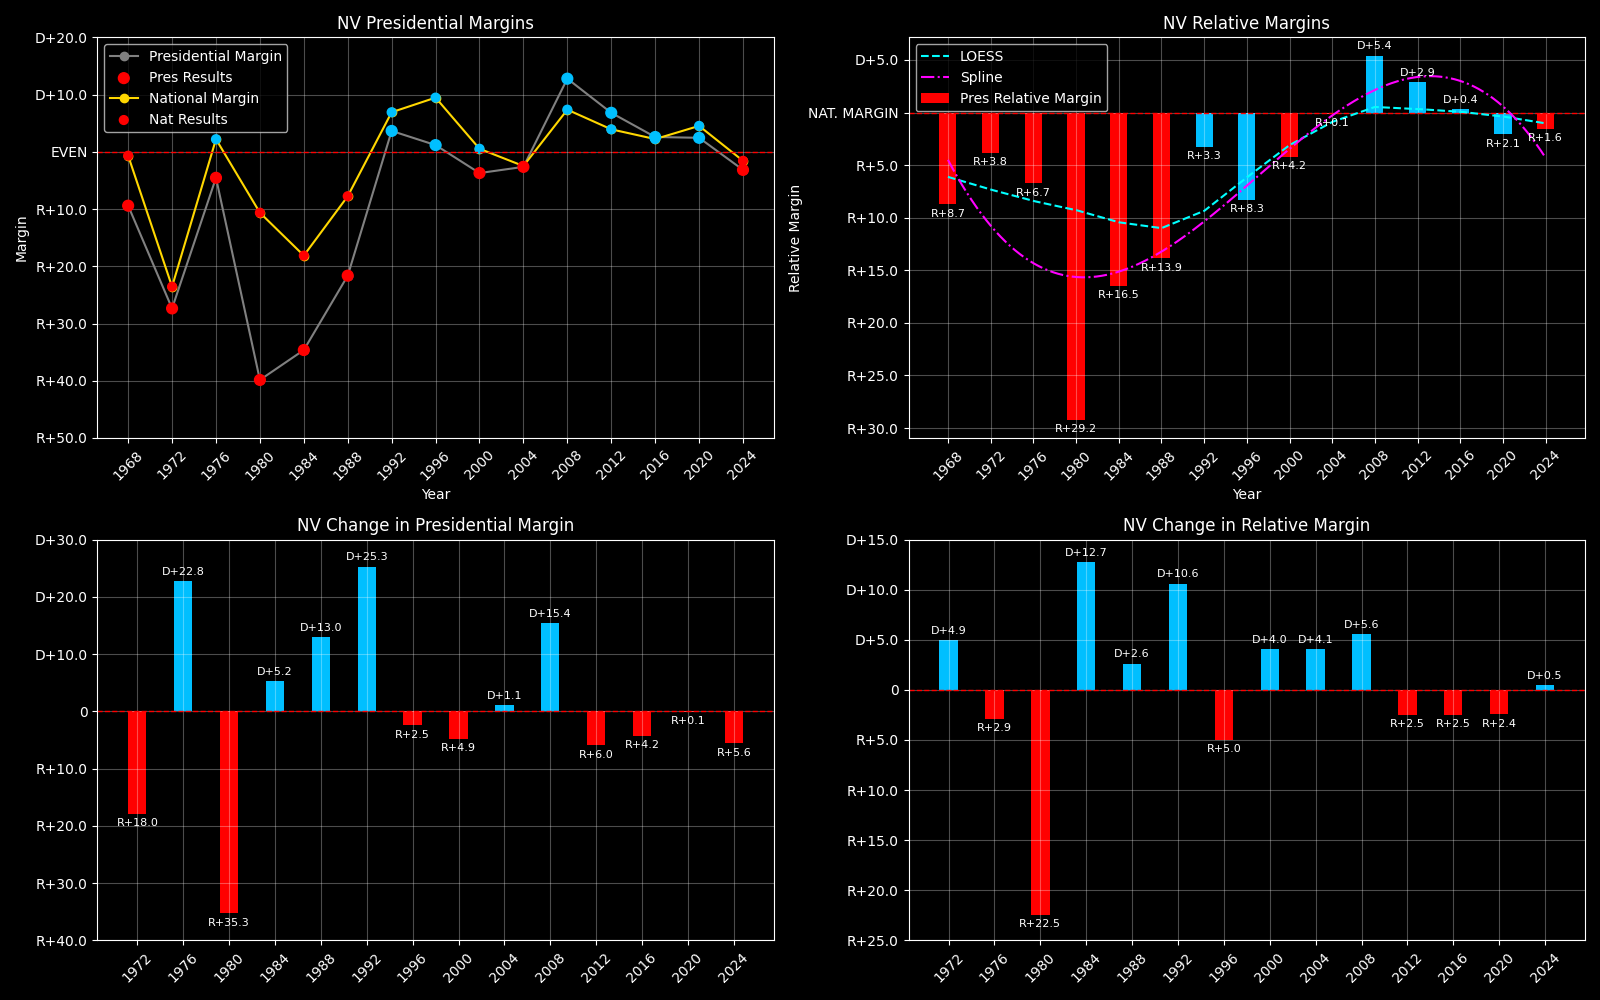 NV Presidential Margins
D+20.0
D+10.0
EVEN
R+10.0
R+20.0
R+30.0
R+40.0
R+50.0
Margin
Presidential Margin
Pres Results
National Margin
Nat Results
1968
1972
1976
1980
1984
1988
1992
1996
2000
2004
2008
2012
2016
2020
2024
Year
NV Relative Margins
D+5.0
NAT. MARGIN
R+5.0
R+10.0
R+15.0
R+20.0
R+25.0
R+30.0
Relative Margin
LOESS
Spline
Pres Relative Margin
R+8.7
R+3.8
R+6.7
R+29.2
R+16.5
R+13.9
R+3.3
R+8.3
R+4.2
R+0.1
D+5.4
D+2.9
D+0.4
R+2.1
R+1.6
1968
1972
1976
1980
1984
1988
1992
1996
2000
2004
2008
2012
2016
2020
2024
Year
NV Change in Presidential Margin
D+30.0
D+20.0
D+10.0
0
R+10.0
R+20.0
R+30.0
R+40.0
R+18.0
D+22.8
R+35.3
D+5.2
D+13.0
D+25.3
R+2.5
R+4.9
D+1.1
D+15.4
R+6.0
R+4.2
R+0.1
R+5.6
1972
1976
1980
1984
1988
1992
1996
2000
2004
2008
2012
2016
2020
2024
NV Change in Relative Margin
D+15.0
D+10.0
D+5.0
0
R+5.0
R+10.0
R+15.0
R+20.0
R+25.0
D+4.9
R+2.9
R+22.5
D+12.7
D+2.6
D+10.6
R+5.0
D+4.0
D+4.1
D+5.6
R+2.5
R+2.5
R+2.4
D+0.5
1972
1976
1980
1984
1988
1992
1996
2000
2004
2008
2012
2016
2020
2024